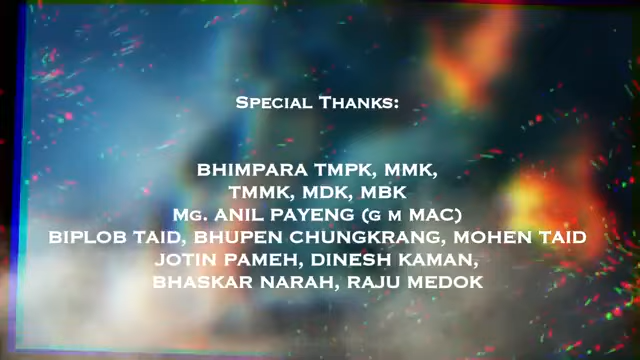 Special Thanks:
BHIMPARA TMPK, MMK,
TMMK, MDK, MBK
Mg. ANIL PAYENG (G M MAC)
BIPLOB TAID, BHUPEN CHUNGKRANG, MOHEN TAID
JOTIN PAMEH, DINESH KAMAN,
BHASKAR NARAH, RAJU MEDOK